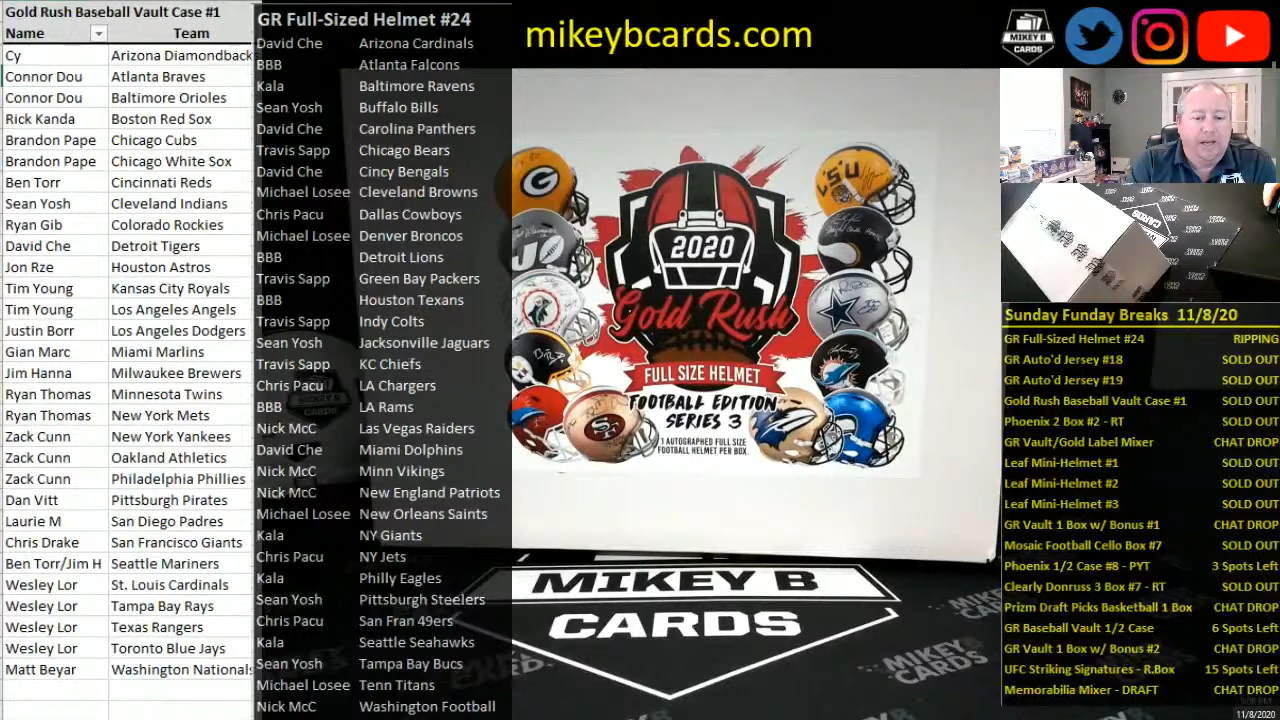 Gold Rush Baseball Vault Case #1
Name Team
Cy Arizona Diamondback
Connor Dou Atlanta Braves
Connor Dou Baltimore Orioles
Rick Kanda Boston Red Sox
Brandon Pape Chicago Cubs
Brandon Pape Chicago White Sox
Ben Torr Cincinnati Reds
Sean Yosh Cleveland Indians
Ryan Gib Colorado Rockies
David Che Detroit Tigers
Jon Rze Houston Astros
Tim Young Kansas City Royals
Tim Young Los Angeles Angels
Justin Borr Los Angeles Dodgers
Gian Marc Miami Marlins
Jim Hanna Milwaukee Brewers
Ryan Thomas Minnesota Twins
Ryan Thomas New York Mets
Zack Cunn New York Yankees
Zack Cunn Oakland Athletics
Zack Cunn Philadelphia Phillies
Dan Vitt Pittsburgh Pirates
Laurie M San Diego Padres
Chris Drake San Francisco Giants
Ben Torr/Jim H Seattle Mariners
Wesley Lor St. Louis Cardinals
Wesley Lor Tampa Bay Rays
Wesley Lor Texas Rangers
Wesley Lor Toronto Blue Jays
Matt Beyar Washington Nationals
GR Full-Sized Helmet #24
David Che Arizona Cardinals
BBB Atlanta Falcons
Kala Baltimore Ravens
Sean Yosh Buffalo Bills
David Che Carolina Panthers
Travis Sapp Chicago Bears
David Che Cincy Bengals
Michael Losee Cleveland Browns
Chris Pacu Dallas Cowboys
Michael Losee Denver Broncos
BBB Detroit Lions
Travis Sapp Green Bay Packers
BBB Houston Texans
Travis Sapp Indy Colts
Sean Yosh Jacksonville Jaguars
Travis Sapp KC Chiefs
Chris Pacu LA Chargers
BBB LA Rams
Nick McC Las Vegas Raiders
David Che Miami Dolphins
Nick McC Minn Vikings
Nick McC New England Patriots
Michael Losee New Orleans Saints
Kala NY Giants
Chris Pacu NY Jets
Kala Philly Eagles
Sean Yosh Pittsburgh Steelers
Chris Pacu San Fran 49ers
Kala Seattle Seahawks
Sean Yosh Tampa Bay Bucs
Michael Losee Tenn Titans
Nick McC Washington Football
mikeybcards.com
G
LSU
2020
Gold Rush
FULL SIZE HELMET
FOOTBALL EDITION
SERIES 3
1 AUTOGRAPHED FULL SIZE
FOOTBALL HELMET PER BOX.
SF
MIKEY B
CARDS
MIKEY B
CARDS
CARDS
Sunday Funday Breaks 11/8/20
GR Full-Sized Helmet #24 RIPPING
GR Auto'd Jersey #18 SOLD OUT
GR Auto'd Jersey #19 SOLD OUT
Gold Rush Baseball Vault Case #1 SOLD OUT
Phoenix 2 Box #2 - RT SOLD OUT
GR Vault/Gold Label Mixer CHAT DROP
Leaf Mini-Helmet #1 SOLD OUT
Leaf Mini-Helmet #2 SOLD OUT
Leaf Mini-Helmet #3 SOLD OUT
GR Vault 1 Box w/ Bonus #1 CHAT DROP
Mosaic Football Cello Box #7 SOLD OUT
Phoenix 1/2 Case #8 - PYT 3 Spots Left
Clearly Donruss 3 Box #7 - RT SOLD OUT
Prizm Draft Picks Basketball 1 Box CHAT DROP
GR Baseball Vault 1/2 Case 6 Spots Left
GR Vault 1 Box w/ Bonus #2 CHAT DROP
UFC Striking Signatures - R.Box 15 Spots Left
Memorabilia Mixer - DRAFT CHAT DROP
11/8/2020